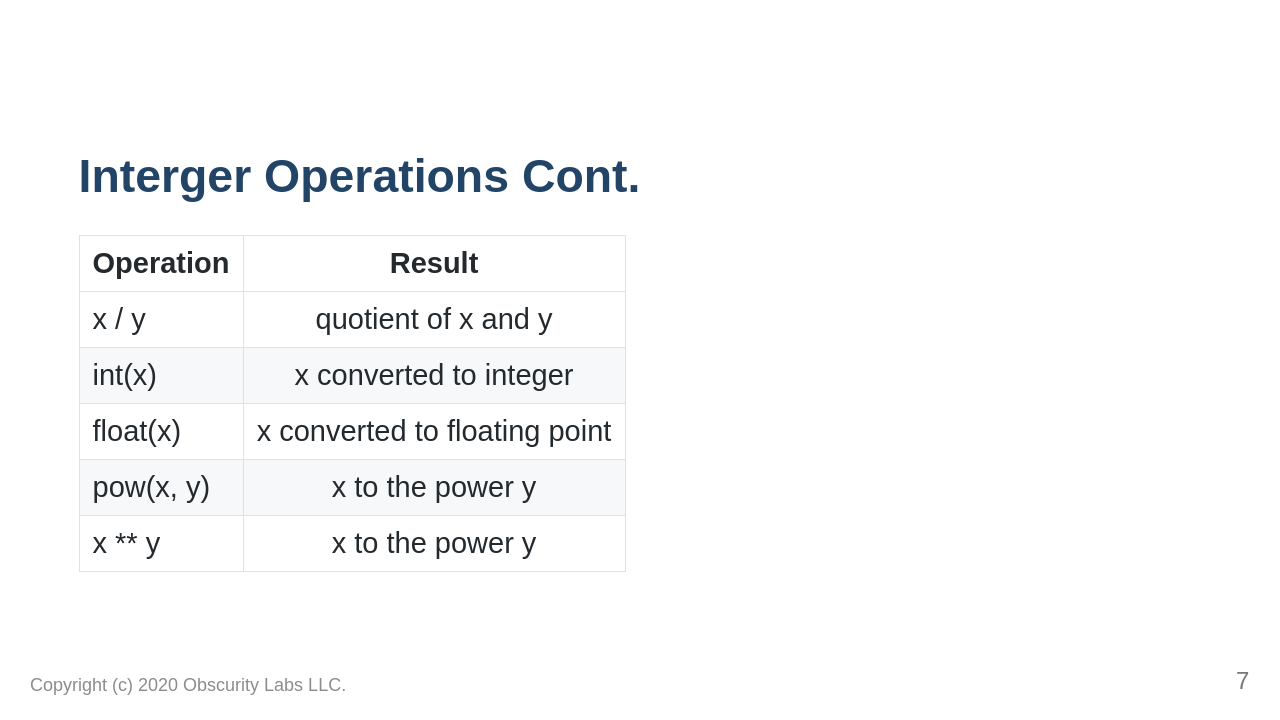 Interger Operations Cont.
Operation Result
x / y quotient of x and y
int(x) x converted to integer
float(x) x converted to floating point
pow(x, y) x to the power y
x ** y x to the power y
Copyright (c) 2020 Obscurity Labs LLC.
7